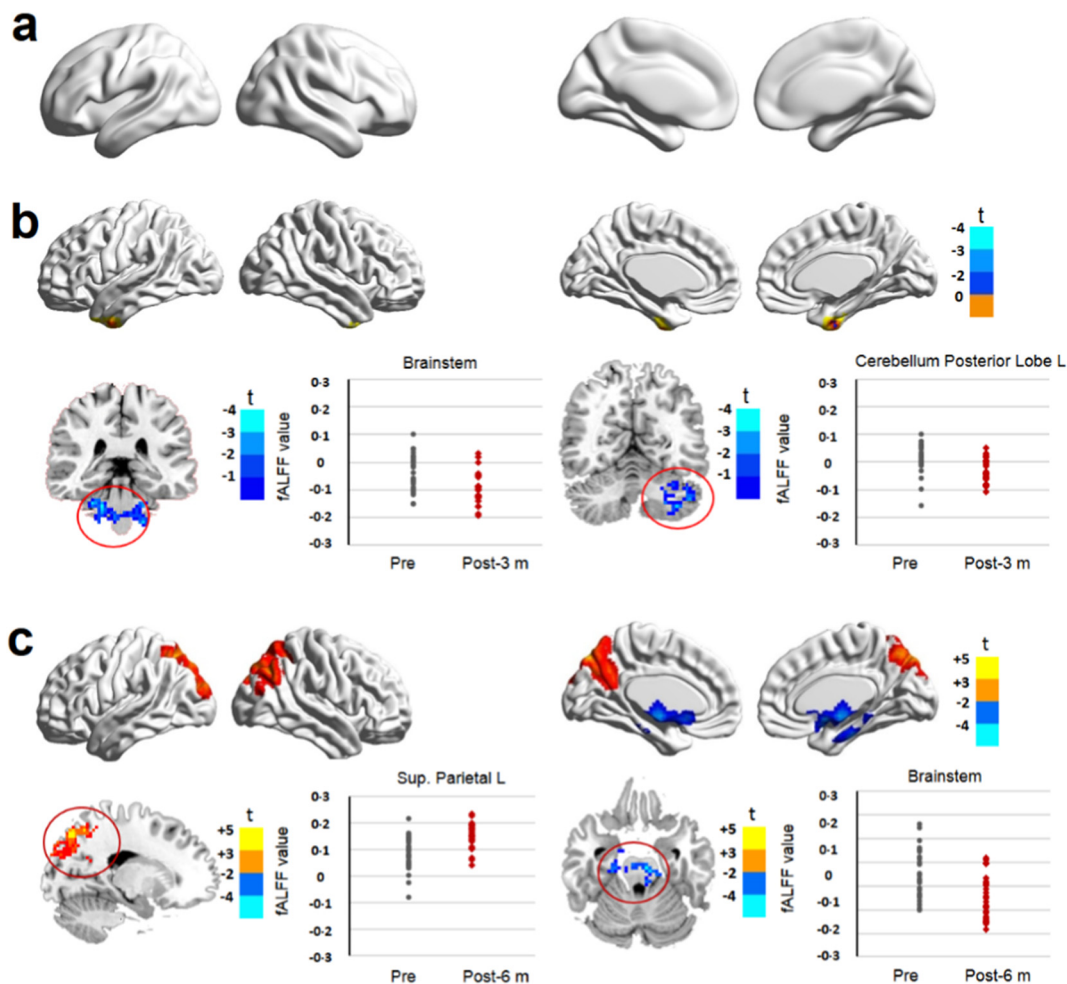 a
b
t
-4
-3
-2
0
Brainstem
t
-4
-3
-2
-1
fALFF value
0·3
0·2
0·1
0
-0·1
-0·2
-0·3
Pre Post-3 m
Cerebellum Posterior Lobe L
t
-4
-3
-2
-1
fALFF value
0·3
0·2
0·1
0
-0·1
-0·2
-0·3
Pre Post-3 m
c
t
+5
+3
-2
-4
Sup. Parietal L
t
+5
+3
-2
-4
fALFF value
0·3
0·2
0·1
0
-0·1
-0·2
-0·3
Pre Post-6 m
Brainstem
t
+5
+3
-2
-4
fALFF value
0·3
0·2
0·1
0
-0·1
-0·2
-0·3
Pre Post-6 m